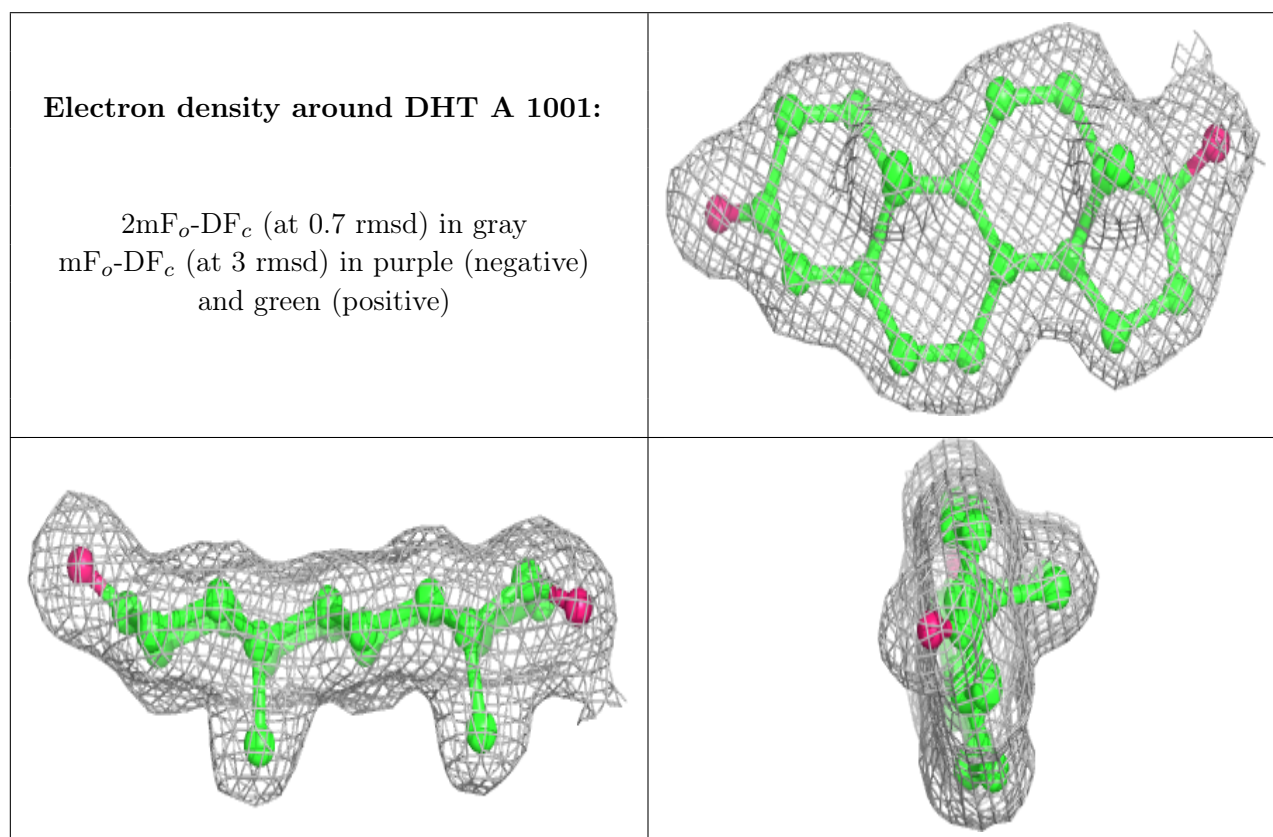 Electron density around DHT A 1001:
2mFo-DFc (at 0.7 rmsd) in gray
mFo-DFc (at 3 rmsd) in purple (negative)
and green (positive)